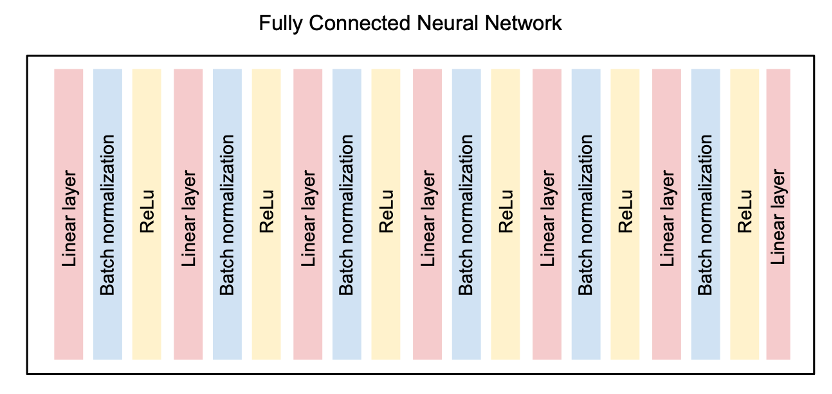 Fully Connected Neural Network
Linear layer
Batch normalization
ReLu
Linear layer
Batch normalization
ReLu
Linear layer
Batch normalization
ReLu
Linear layer
Batch normalization
ReLu
Linear layer
Batch normalization
ReLu
Linear layer
Batch normalization
ReLu
Linear layer